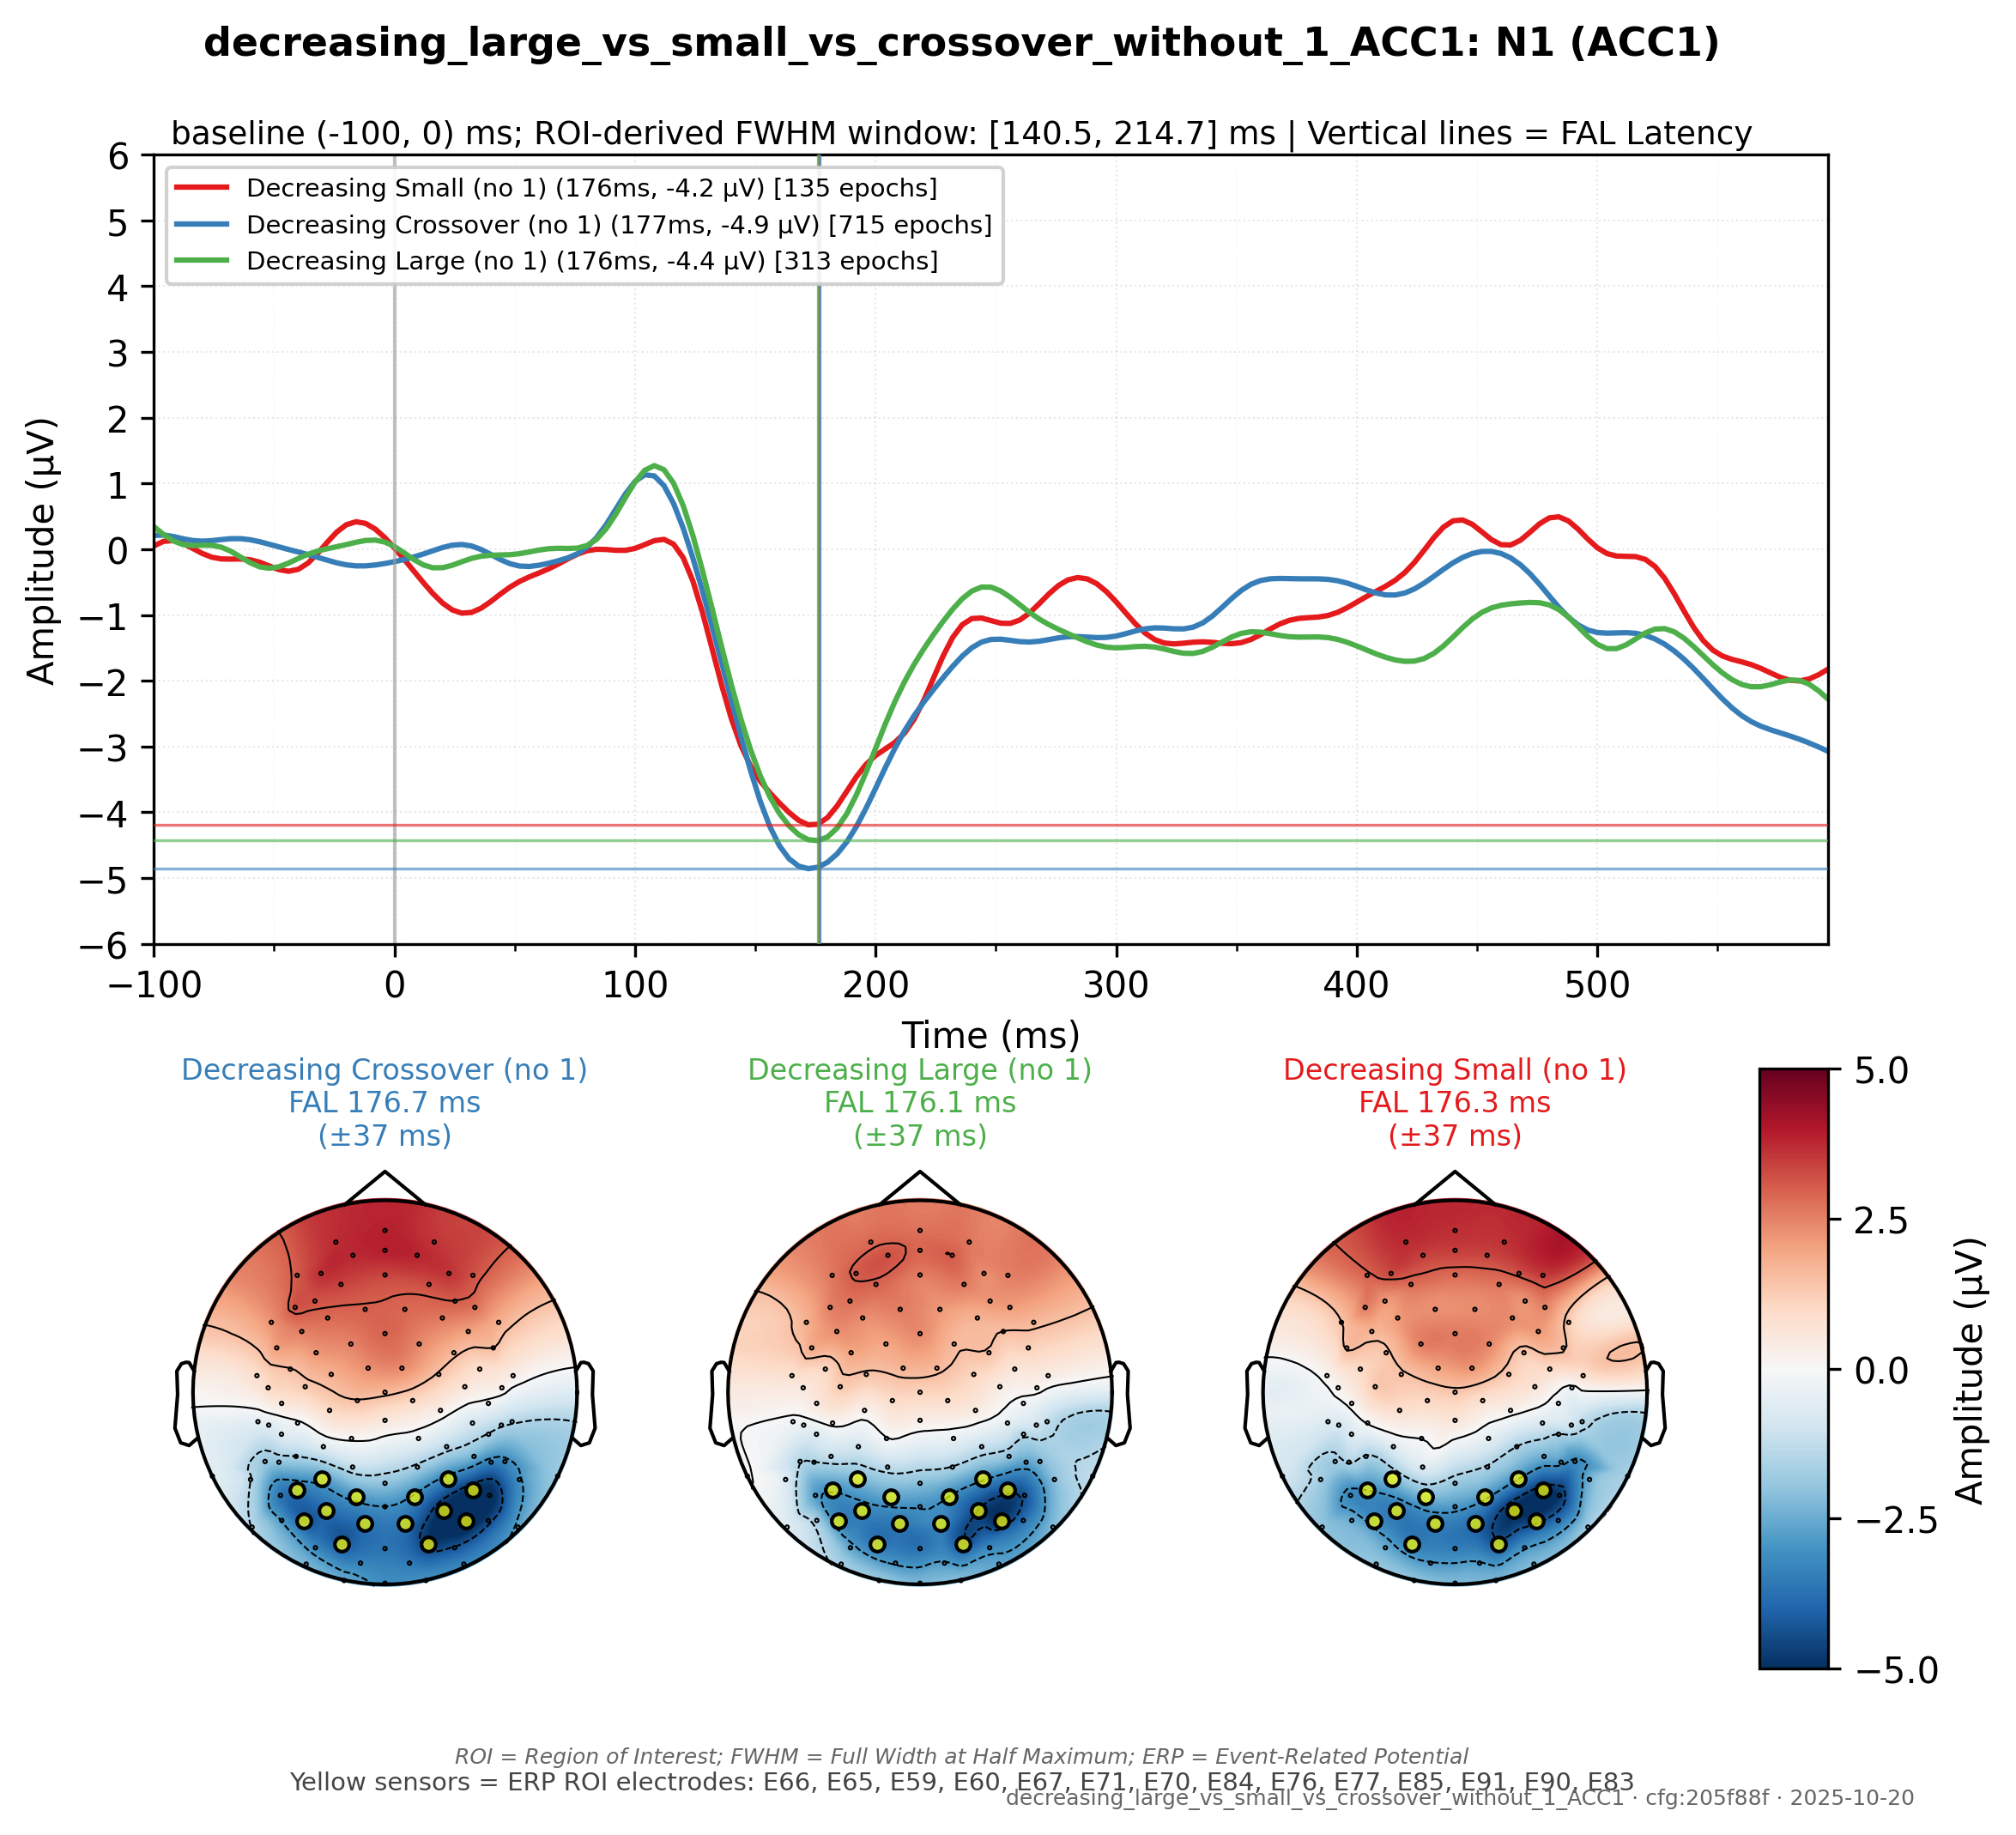 decreasing_large_vs_small_vs_crossover_without_1_ACC1: N1 (ACC1)
baseline (-100, 0) ms; ROI-derived FWHM window: [140.5, 214.7] ms | Vertical lines = FAL Latency
Decreasing Small (no 1) (176ms, -4.2 µV) [135 epochs]
Decreasing Crossover (no 1) (177ms, -4.9 µV) [715 epochs]
Decreasing Large (no 1) (176ms, -4.4 µV) [313 epochs]
Amplitude (µV)
6
5
4
3
2
1
0
−1
−2
−3
−4
−5
−6
−100
0
100
200
300
400
500
Time (ms)
Decreasing Crossover (no 1)
FAL 176.7 ms
(±37 ms)
Decreasing Large (no 1)
FAL 176.1 ms
(±37 ms)
Decreasing Small (no 1)
FAL 176.3 ms
(±37 ms)
5.0
2.5
0.0
−2.5
−5.0
Amplitude (µV)
ROI = Region of Interest; FWHM = Full Width at Half Maximum; ERP = Event-Related Potential
Yellow sensors = ERP ROI electrodes: E66, E65, E59, E60, E67, E71, E70, E84, E76, E77, E85, E91, E90, E83
decreasing_large_vs_small_vs_crossover_without_1_ACC1 · cfg:205f88f · 2025-10-20